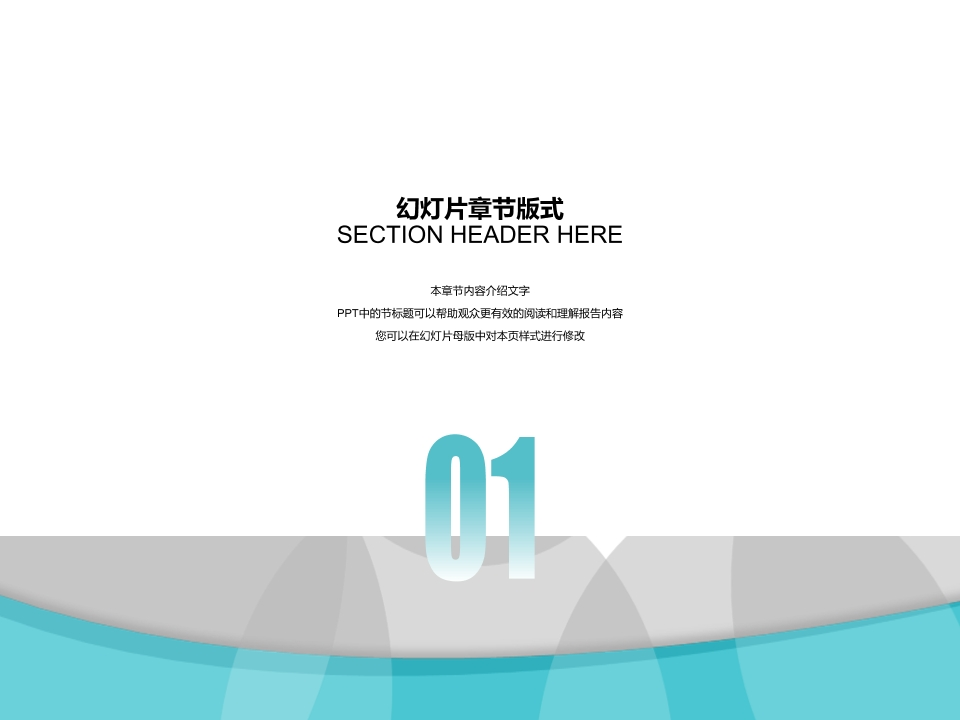 幻灯片章节版式
SECTION HEADER HERE
本章节内容介绍文字
PPT中的节标题可以帮助观众更有效的阅读和理解报告内容
您可以在幻灯片母版中对本页样式进行修改
01